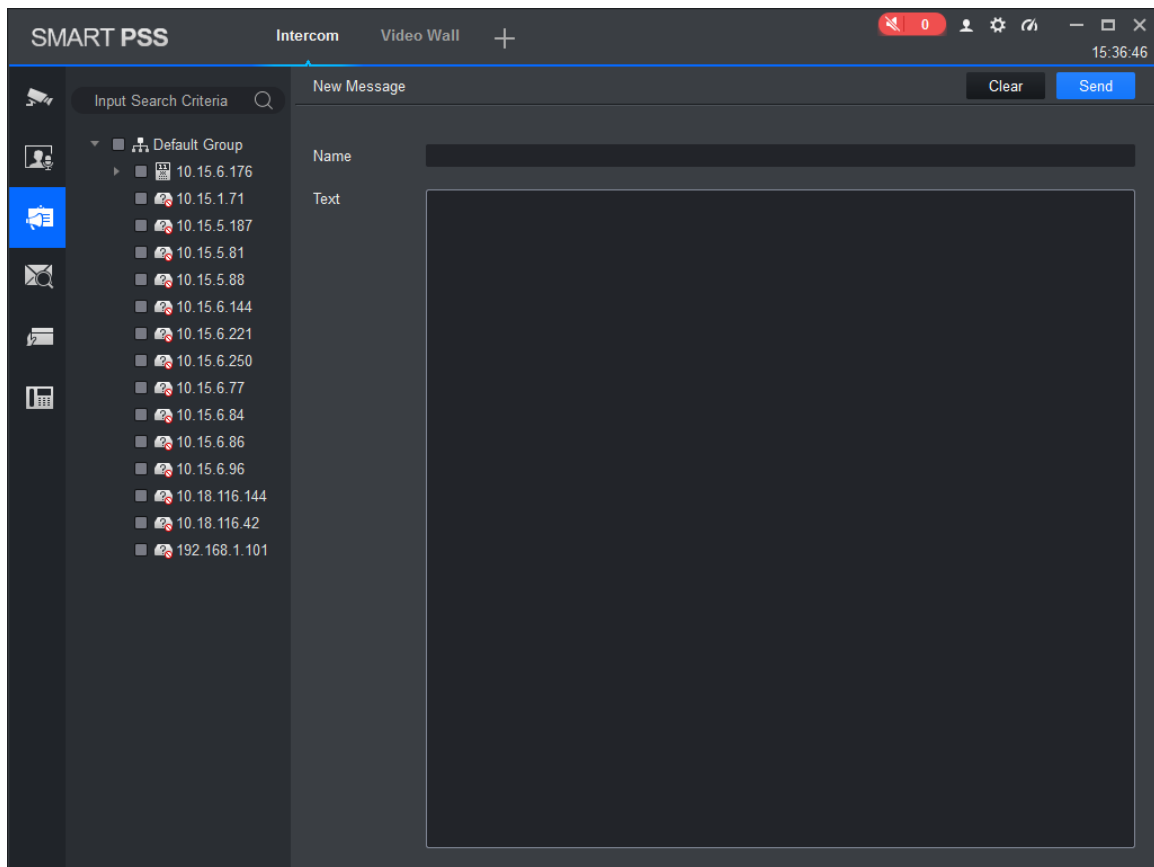 SMART PSS
Intercom
Video Wall
0
15:36:46
Input Search Criteria
New Message
Clear
Send
Default Group
10.15.6.176
10.15.1.71
10.15.5.187
10.15.5.81
10.15.5.88
10.15.6.144
10.15.6.221
10.15.6.250
10.15.6.77
10.15.6.84
10.15.6.86
10.15.6.96
10.18.116.144
10.18.116.42
192.168.1.101
Name
Text